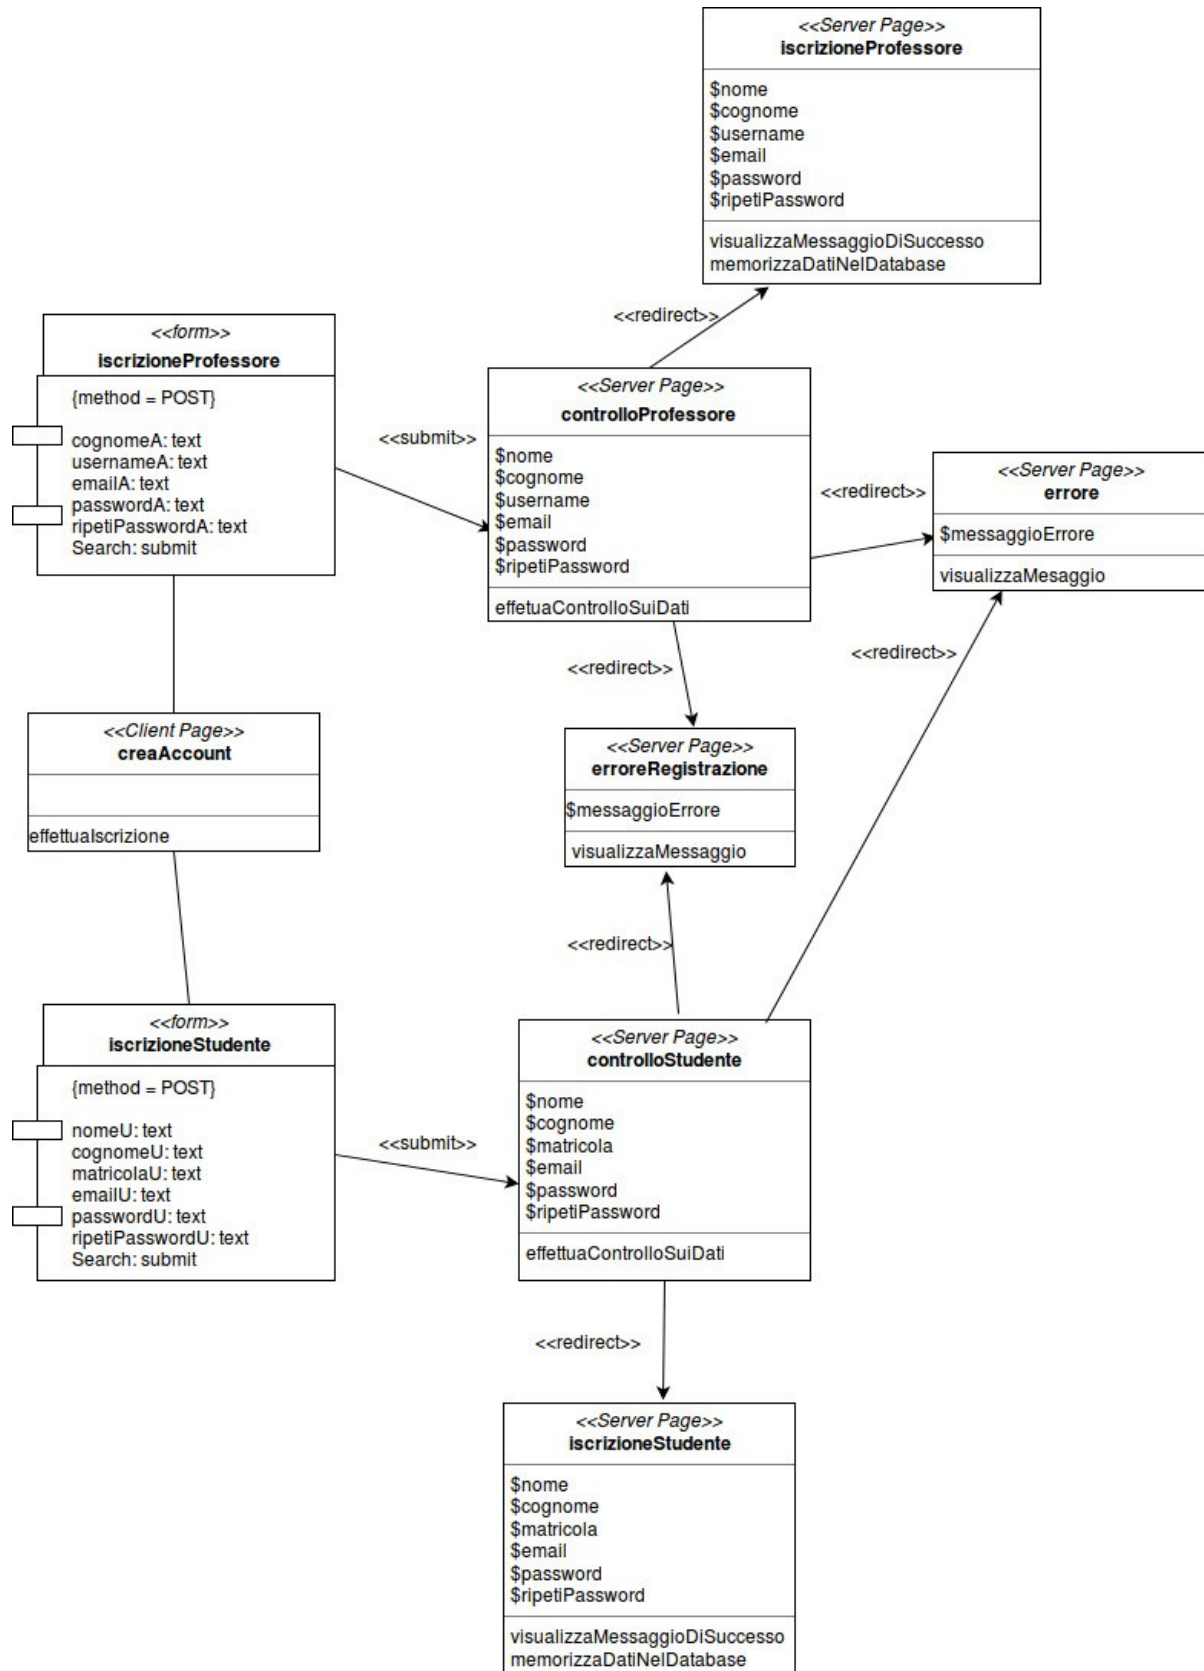 <<Server Page>>
iscrizioneProfessore
$nome
$cognome
$username
$email
$password
$ripetiPassword
visualizzaMessaggioDiSuccesso
memorizzaDatiNelDatabase
<<redirect>>
<<form>>
iscrizioneProfessore
{method = POST}
cognomeA: text
usernameA: text
emailA: text
passwordA: text
ripetiPasswordA: text
Search: submit
<<submit>>
<<Server Page>>
controlloProfessore
$nome
$cognome
$username
$email
$password
$ripetiPassword
effetuaControlloSuiDati
<<redirect>>
<<Server Page>>
errore
$messaggioErrore
visualizzaMesaggio
<<redirect>>
<<redirect>>
<<Client Page>>
creaAccount
effettuaIscrizione
<<Server Page>>
erroreRegistrazione
$messaggioErrore
visualizzaMessaggio
<<redirect>>
<<form>>
iscrizioneStudente
{method = POST}
nomeU: text
cognomeU: text
matricolaU: text
emailU: text
passwordU: text
ripetiPasswordU: text
Search: submit
<<submit>>
<<Server Page>>
controlloStudente
$nome
$cognome
$matricola
$email
$password
$ripetiPassword
effettuaControlloSuiDati
<<redirect>>
<<Server Page>>
iscrizioneStudente
$nome
$cognome
$matricola
$email
$password
$ripetiPassword
visualizzaMessaggioDiSuccesso
memorizzaDatiNelDatabase